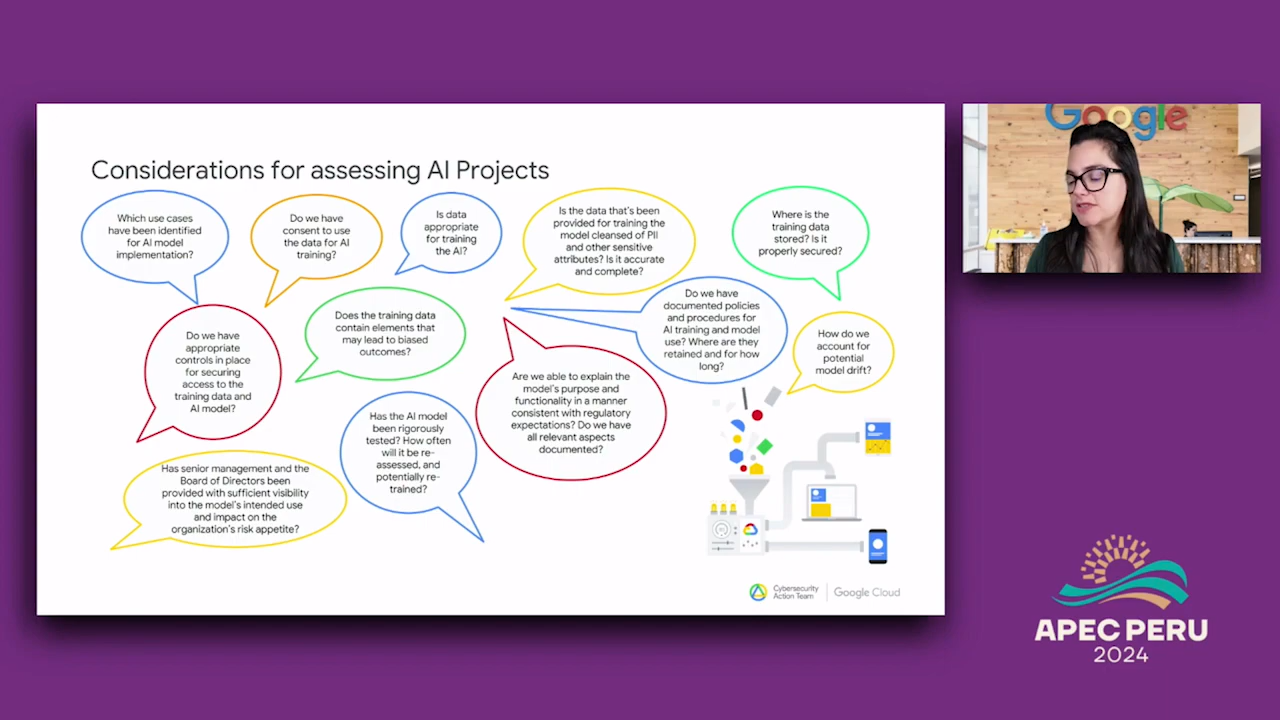 Considerations for assessing AI Projects
Which use cases
have been identified
for AI model
implementation?
Do we have
consent to use
the data for AI
training?
Is data
appropriate
for training
the AI?
Is the data that's been
provided for training the
model cleansed of PII
and other sensitive
attributes? Is it accurate
and complete?
Where is the
training data
stored? Is it
properly secured?
Do we have
appropriate
controls in place
for securing
access to the
training data and
AI model?
Does the training data
contain elements that
may lead to biased
outcomes?
Do we have
documented policies
and procedures for
AI training and model
use? Where are they
retained and for how
long?
How do we
account for
potential
model drift?
Are we able to explain the
model's purpose and
functionality in a manner
consistent with regulatory
expectations? Do we have
all relevant aspects
documented?
Has the AI model
been rigorously
tested? How often
will it be re-
assessed, and
potentially re-
trained?
Has senior management and the
Board of Directors been
provided with sufficient visibility
into the model's intended use
and impact on the
organization's risk appetite?
Cybersecurity
Action Team
Google Cloud
Google
APEC PERU
2024